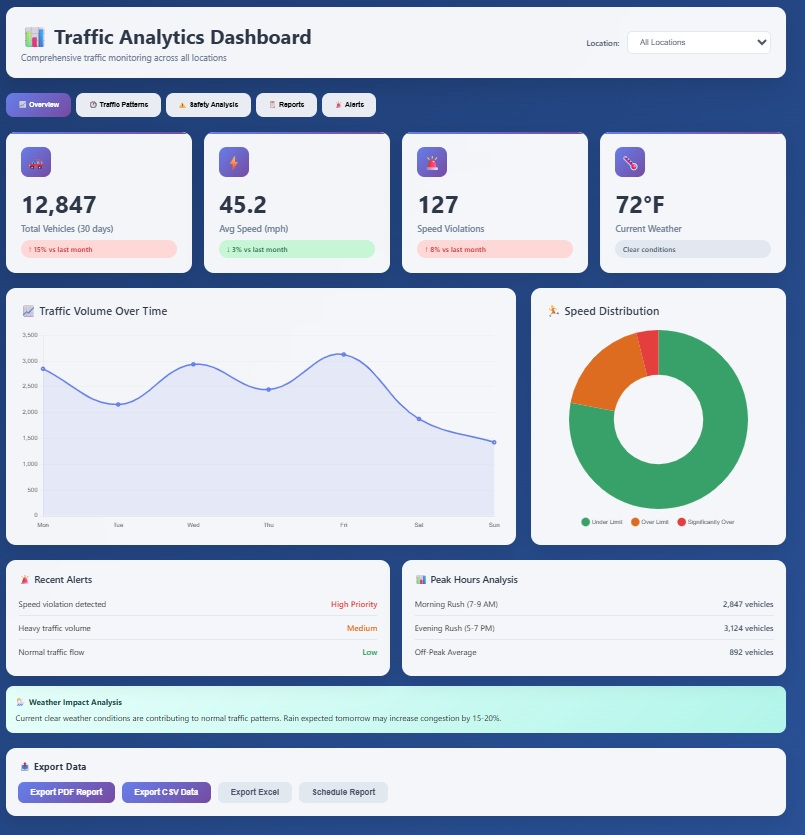 Traffic Analytics Dashboard
Comprehensive traffic monitoring across all locations
Location:
All Locations
Overview
Traffic Patterns
Safety Analysis
Reports
Alerts
12,847
Total Vehicles (30 days)
↑ 15% vs last month
45.2
Avg Speed (mph)
↓ 3% vs last month
127
Speed Violations
↑ 8% vs last month
72°F
Current Weather
Clear conditions
Traffic Volume Over Time
3,500
3,000
2,500
2,000
1,500
1,000
500
0
Mon
Tue
Wed
Thu
Fri
Sat
Sun
Speed Distribution
Under Limit
Over Limit
Significantly Over
Recent Alerts
Speed violation detected
High Priority
Heavy traffic volume
Medium
Normal traffic flow
Low
Peak Hours Analysis
Morning Rush (7-9 AM)
2,847 vehicles
Evening Rush (5-7 PM)
3,124 vehicles
Off-Peak Average
892 vehicles
Weather Impact Analysis
Current clear weather conditions are contributing to normal traffic patterns. Rain expected tomorrow may increase congestion by 15-20%.
Export Data
Export PDF Report
Export CSV Data
Export Excel
Schedule Report